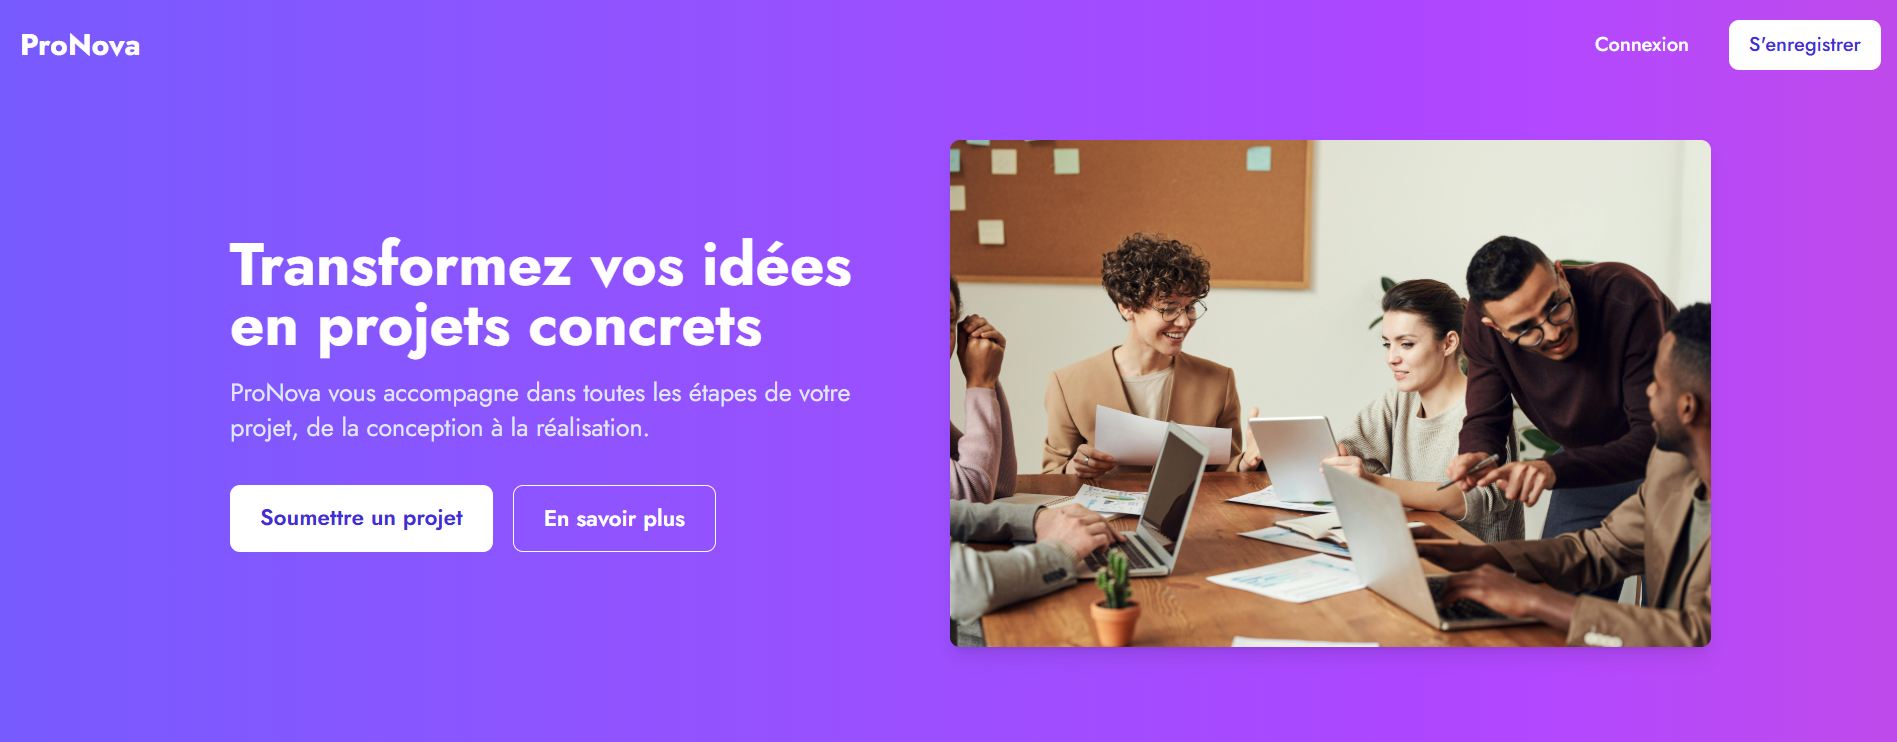 ProNova
Connexion
S'enregistrer
Transformez vos idées
en projets concrets
ProNova vous accompagne dans toutes les étapes de votre
projet, de la conception à la réalisation.
Soumettre un projet
En savoir plus